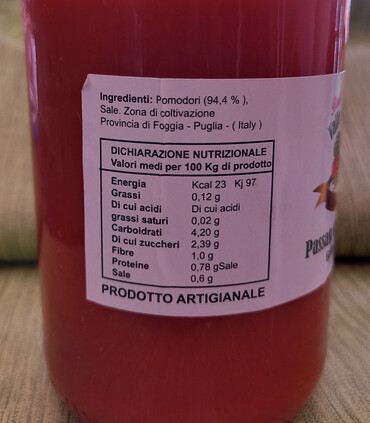 Ingredienti: Pomodori (94,4 % ),
Sale. Zona di coltivazione
Provincia di Foggia - Puglia - ( Italy )
DICHIARAZIONE NUTRIZIONALE
Valori medi per 100 Kg di prodotto
Energia Kcal 23 Kj 97
Grassi 0,12 g
Di cui acidi Di cui acidi
grassi saturi 0,02 g
Carboidrati 4,20 g
Di cui zuccheri 2,39 g
Fibre 1,0 g
Proteine 0,78 gSale
Sale 0,6 g
PRODOTTO ARTIGIANALE